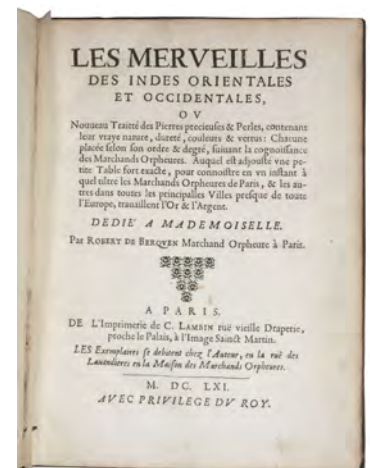 LES MERVEILLES
DES INDES ORIENTALES
ET OCCIDENTALES,
OV
Nouueau Traitté des Pierres precieuses & Perles, contenant
leur vraye nature, dureté, couleurs & vertus: Chacune
placée selon son ordre & degré, suiuant la cognoissance
des Marchands Orpheures. Auquel est adiousté vne pe-
tite Table fort exacte, pour connoistre en vn instant à
quel tiltre les Marchands Orpheures de Paris, & les au-
tres dans toutes les principalles Villes presque de toute
l'Europe, trauaillent l'Or & l'Argent.
DEDIE' A MADEMOISELLE.
Par ROBERT DE BERQVEN Marchand Orpheure à Paris.
A PARIS.
DE L'Imprimerie de C. LAMBIN ruë vieille Draperie,
proche le Palais, à l'Image Sainct Martin.
LES Exemplaires se debitent chez l'Auteur, en la ruë des
Lauandieres en la Maison des Marchands Orpheures.
M. DC. LXI.
AVEC PRIVILEGE DV ROY.